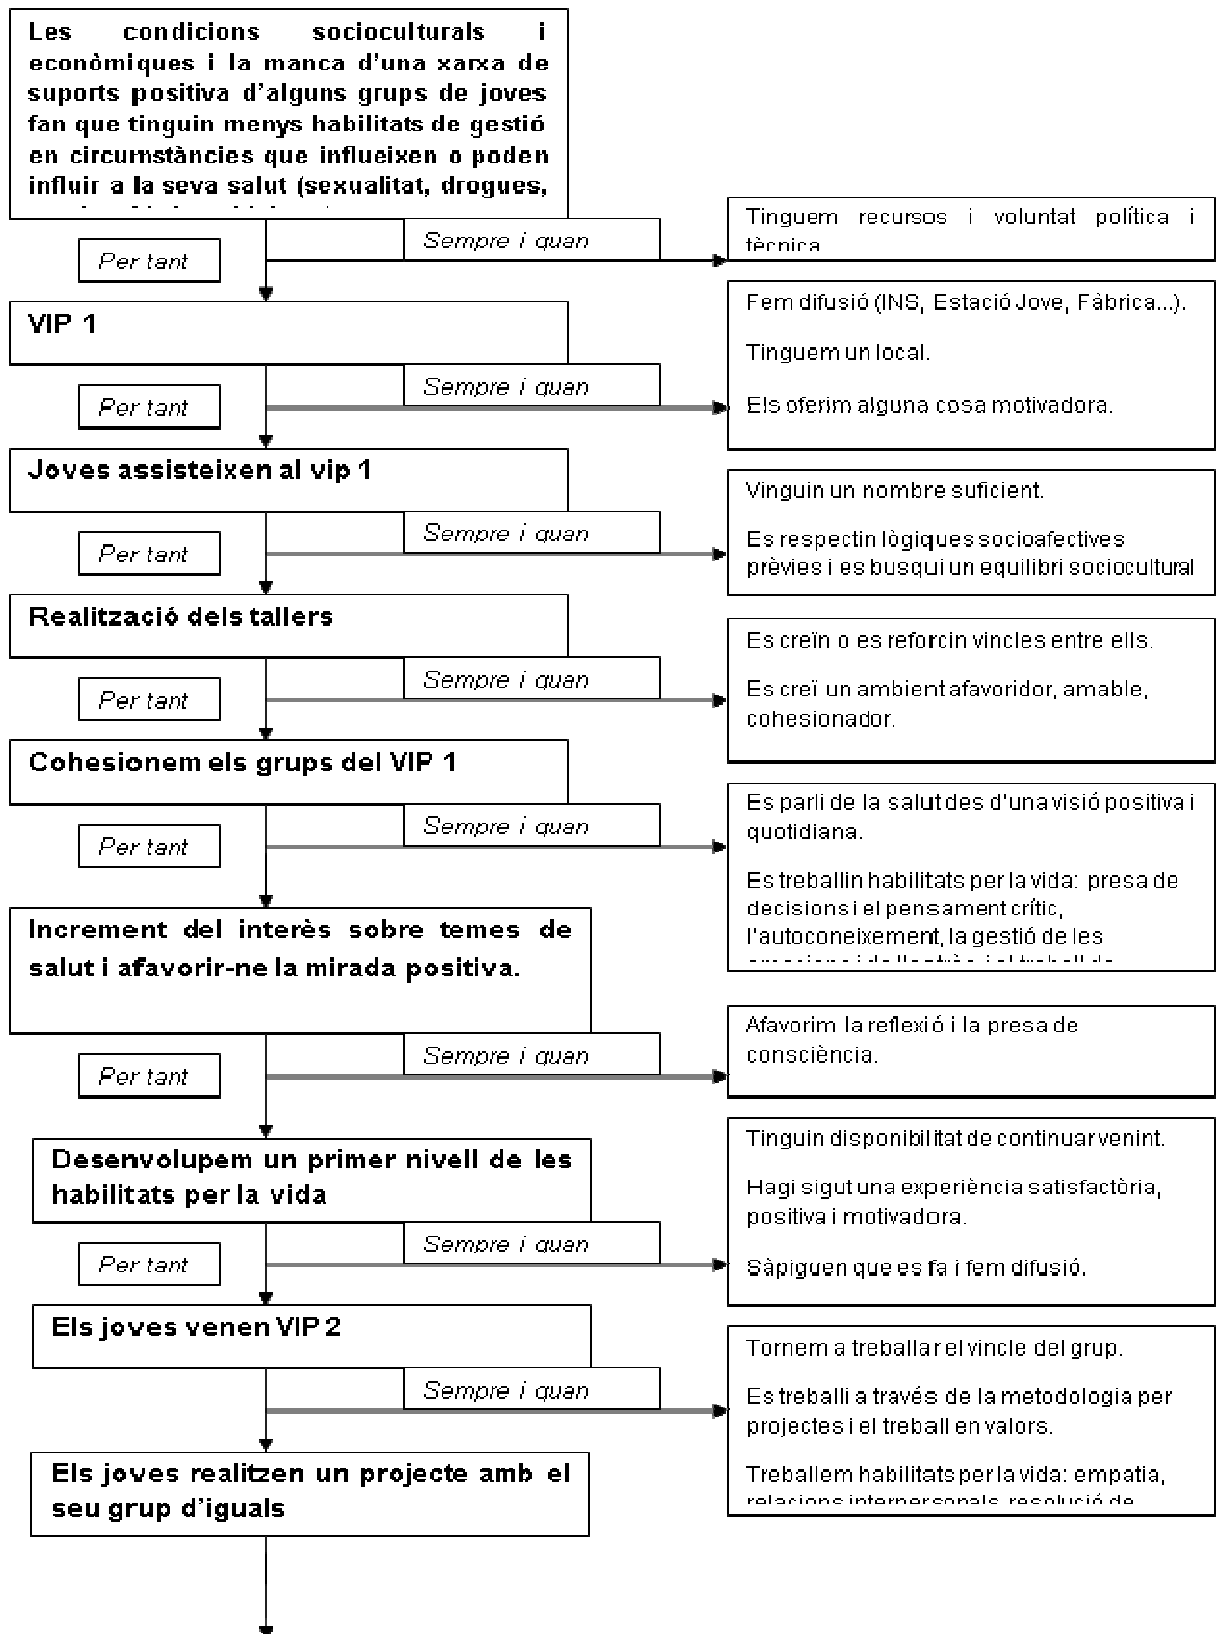 Les condicions socioculturals i
econòmiques i la manca d'una xarxa de
suports positiva d'alguns grups de joves
fan que tinguin menys habilitats de gestió
en circumstàncies que influeixen o poden
influir a la seva salut (sexualitat, drogues,
Sempre i quan
Per tant
Tinguem recursos i voluntat política i
tècnica
VIP 1
Sempre i quan
Per tant
Fem difusió (INS, Estació Jove, Fàbrica...).
Tinguem un local.
Els oferim alguna cosa motivadora.
Joves assisteixen al vip 1
Sempre i quan
Per tant
Vinguin un nombre suficient.
Es respectin lògiques socioafectives
prèvies i es busqui un equilibri sociocultural
Realització dels tallers
Sempre i quan
Per tant
Es creïn o es reforcin vincles entre ells.
Es creï un ambient afavoridor, amable,
cohesionador.
Cohesionem els grups del VIP 1
Sempre i quan
Per tant
Es parli de la salut des d'una visió positiva i
quotidiana.
Es treballin habilitats per la vida: presa de
decisions i el pensament crític,
l'autoconeixement, la gestió de les
Increment del interès sobre temes de
salut i afavorir-ne la mirada positiva.
Sempre i quan
Per tant
Afavorim la reflexió i la presa de
consciència.
Desenvolupem un primer nivell de les
habilitats per la vida
Sempre i quan
Per tant
Tinguin disponibilitat de continuar venint.
Hagi sigut una experiència satisfactòria,
positiva i motivadora.
Sàpiguen que es fa i fem difusió.
Els joves venen VIP 2
Sempre i quan
Tornem a treballar el vincle del grup.
Es treballi a través de la metodologia per
projectes i el treball en valors.
Treballem habilitats per la vida: empatia,
relacions interpersonals, resolució de
Els joves realitzen un projecte amb el
seu grup d'iguals